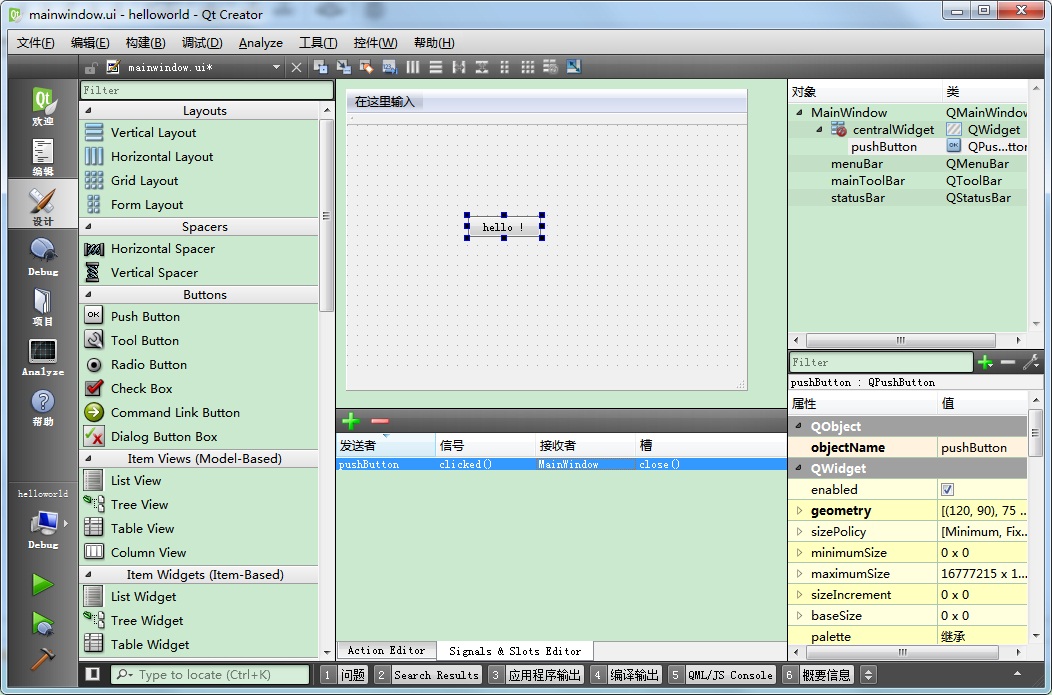 mainwindow.ui - helloworld - Qt Creator
文件(F) 编辑(E) 构建(B) 调试(D) Analyze 工具(T) 控件(W) 帮助(H)
mainwindow.ui*
欢迎
编辑
设计
Debug
项目
Analyze
帮助
helloworld
Debug
Filter
Layouts
Vertical Layout
Horizontal Layout
Grid Layout
Form Layout
Spacers
Horizontal Spacer
Vertical Spacer
Buttons
OK Push Button
Tool Button
Radio Button
Check Box
Command Link Button
Dialog Button Box
Item Views (Model-Based)
List View
Tree View
Table View
Column View
Item Widgets (Item-Based)
List Widget
Tree Widget
Table Widget
在这里输入
hello !
发送者 信号 接收者 槽
pushButton clicked() MainWindow close()
Action Editor Signals & Slots Editor
对象 类
MainWindow QMainWindo
centralWidget QWidget
pushButton OK QPus...tton
menuBar QMenuBar
mainToolBar QToolBar
statusBar QStatusBar
Filter
pushButton : QPushButton
属性 值
QObject
objectName pushButton
QWidget
enabled
geometry [(120, 90), 75 ...
sizePolicy [Minimum, Fix...
minimumSize 0 x 0
maximumSize 16777215 x 1...
sizeIncrement 0 x 0
baseSize 0 x 0
palette 继承
Type to locate (Ctrl+K) 1 问题 2 Search Results 3 应用程序输出 4 编译输出 5 QML/JS Console 6 概要信息